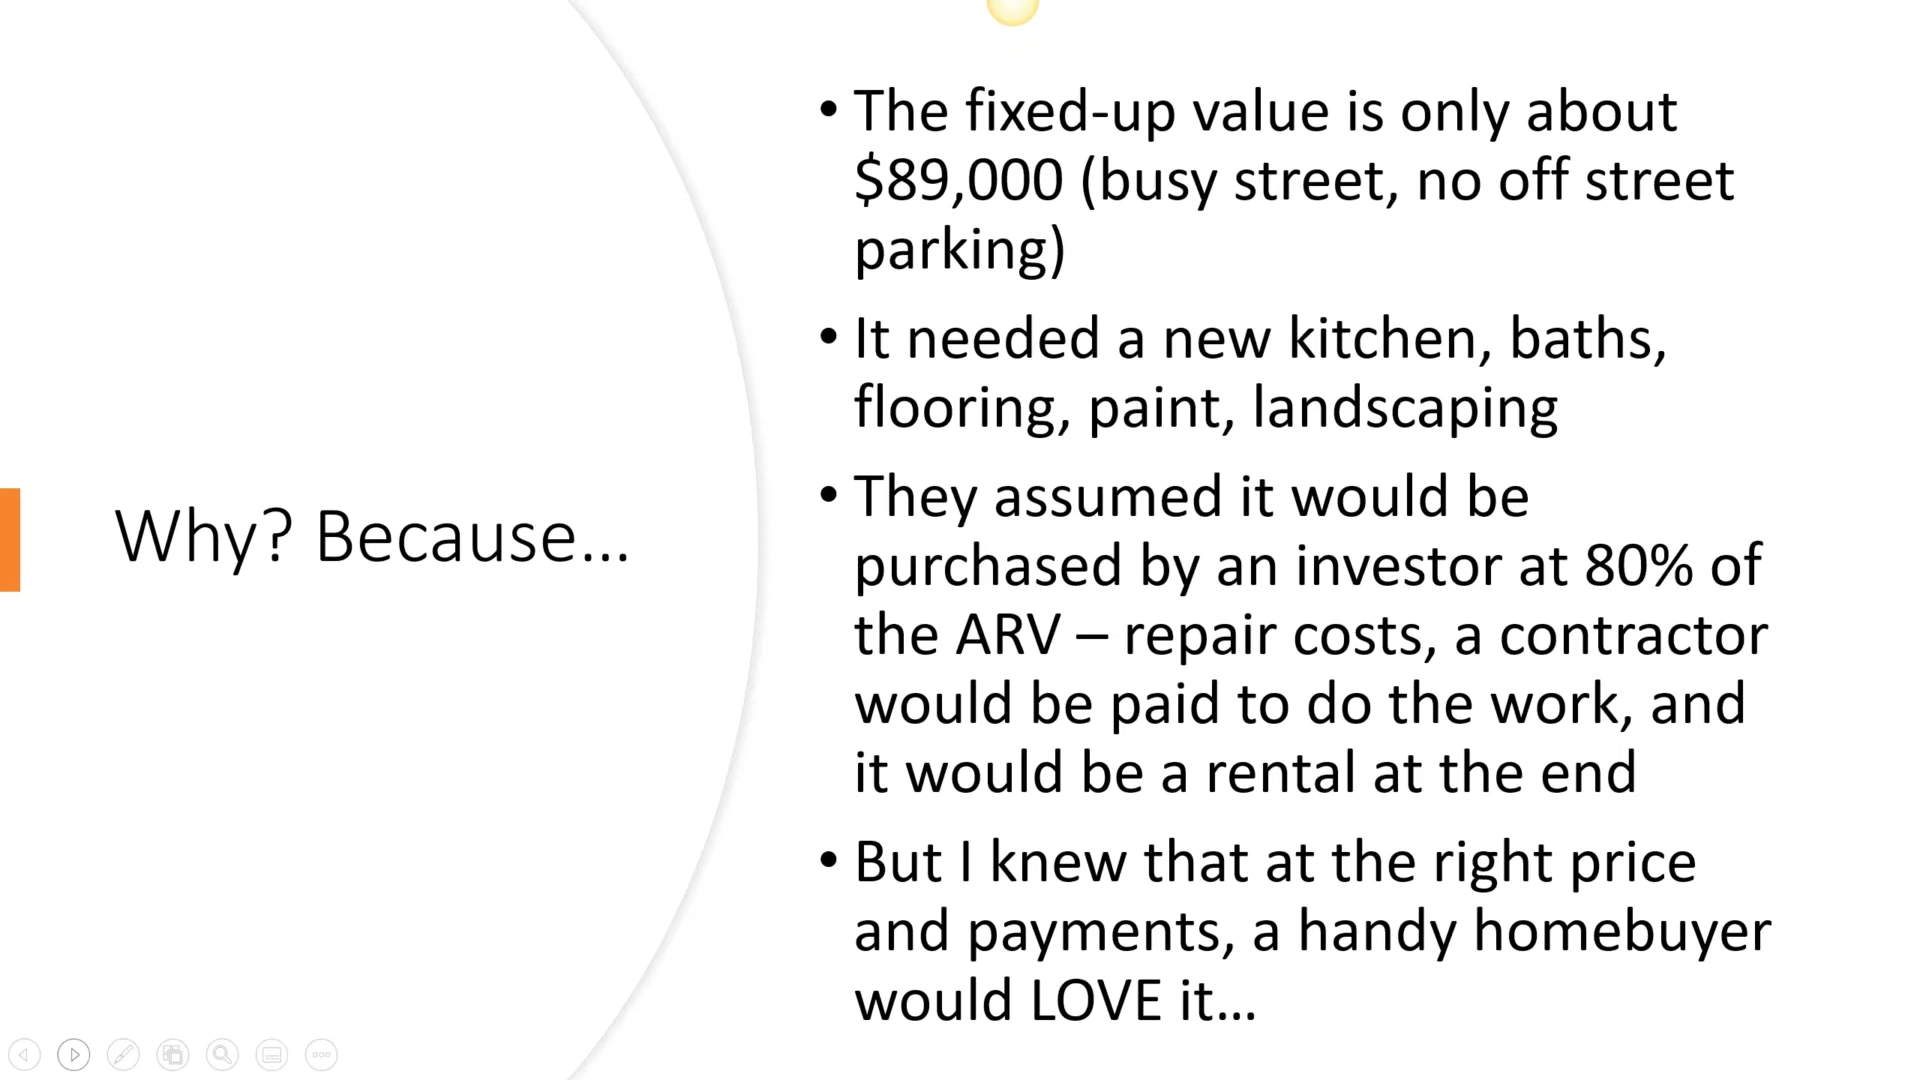 Why? Because...
• The fixed-up value is only about
$89,000 (busy street, no off street
parking)
• It needed a new kitchen, baths,
flooring, paint, landscaping
• They assumed it would be
purchased by an investor at 80% of
the ARV – repair costs, a contractor
would be paid to do the work, and
it would be a rental at the end
• But I knew that at the right price
and payments, a handy homebuyer
would LOVE it...